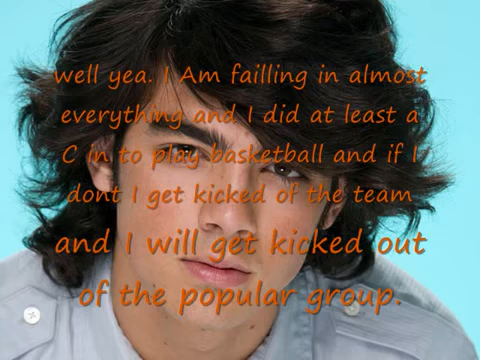 well yea. I Am failling in almost
everything and I did at least a
C in to play basketball and if I
dont I get kicked of the team
and I will get kicked out
of the popular group.